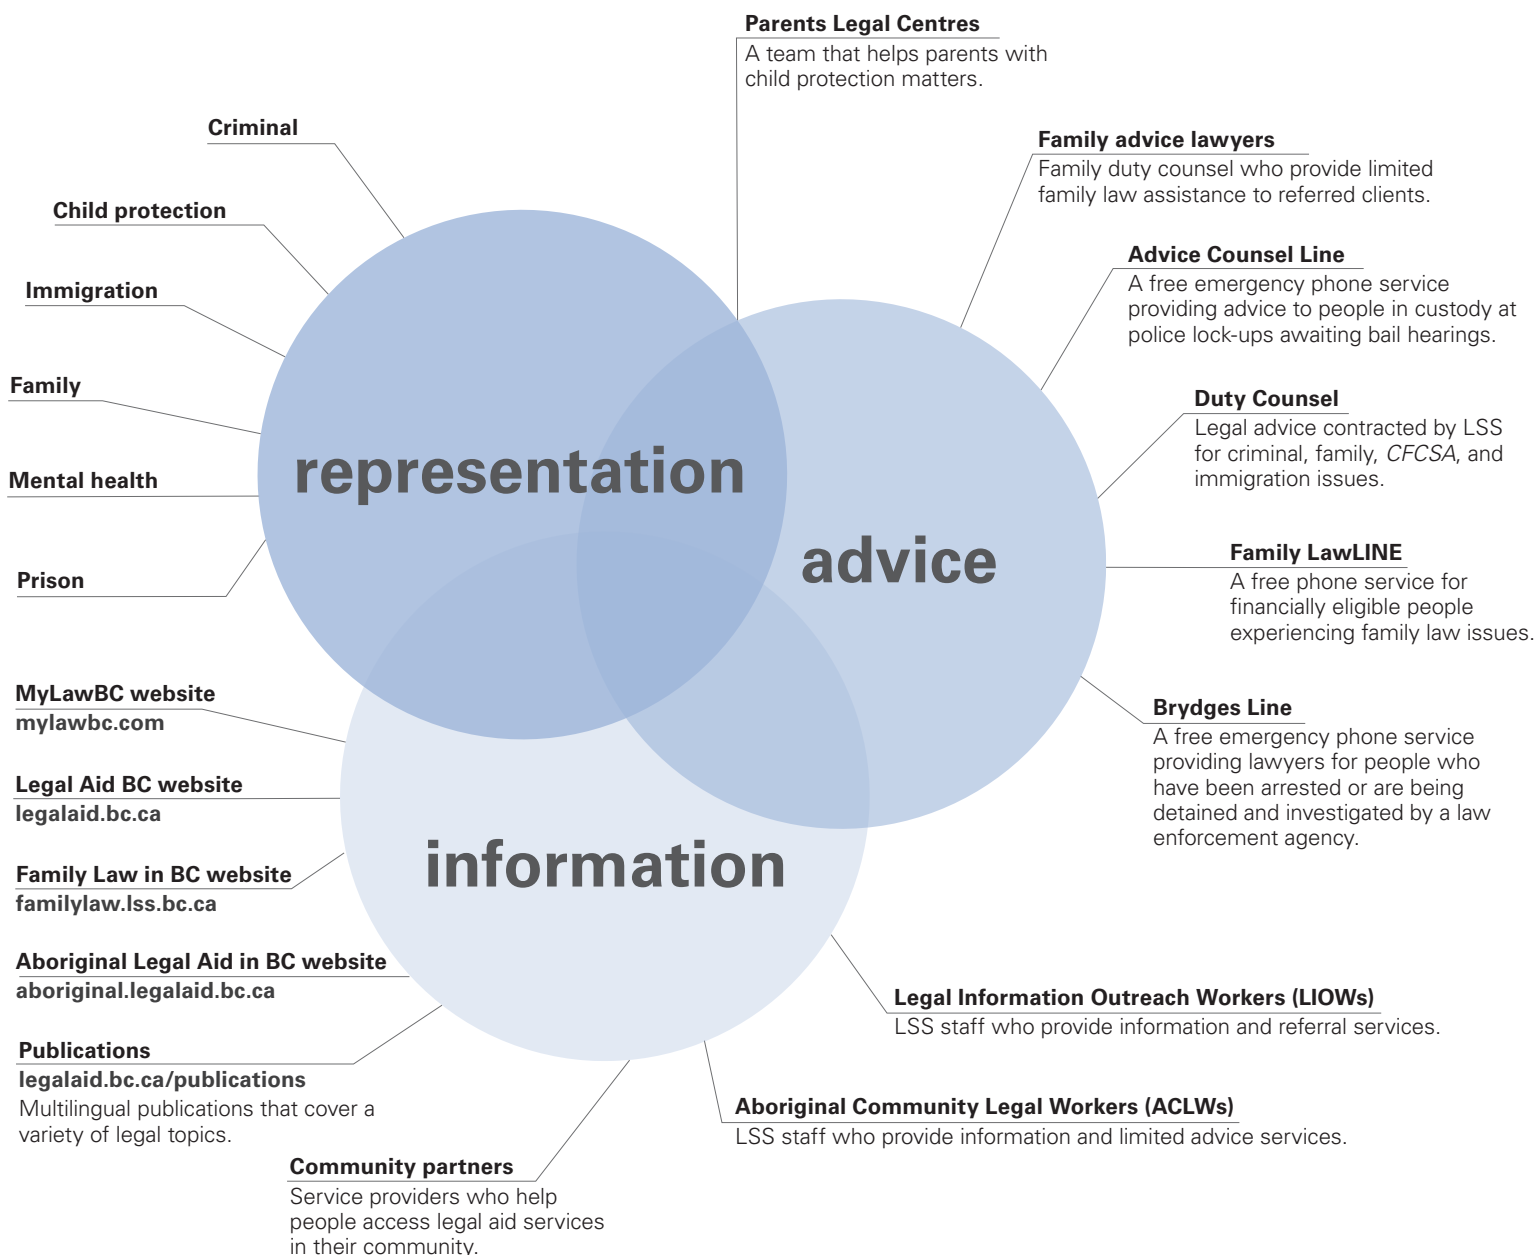 Parents Legal Centres
A team that helps parents with
child protection matters.
Criminal
Family advice lawyers
Family duty counsel who provide limited
family law assistance to referred clients.
Child protection
Advice Counsel Line
A free emergency phone service
providing advice to people in custody at
police lock-ups awaiting bail hearings.
Immigration
Family
Duty Counsel
Legal advice contracted by LSS
for criminal, family, CFCSA, and
immigration issues.
representation
Mental health
advice
Family LawLINE
A free phone service for
financially eligible people
experiencing family law issues.
Prison
MyLawBC website
mylawbc.com
Brydges Line
A free emergency phone service
providing lawyers for people who
have been arrested or are being
detained and investigated by a law
enforcement agency.
Legal Aid BC website
legalaid.bc.ca
information
Family Law in BC website
familylaw.lss.bc.ca
Aboriginal Legal Aid in BC website
aboriginal.legalaid.bc.ca
Legal Information Outreach Workers (LIOWs)
LSS staff who provide information and referral services.
Publications
legalaid.bc.ca/publications
Multilingual publications that cover a
variety of legal topics.
Aboriginal Community Legal Workers (ACLWs)
LSS staff who provide information and limited advice services.
Community partners
Service providers who help
people access legal aid services
in their community.